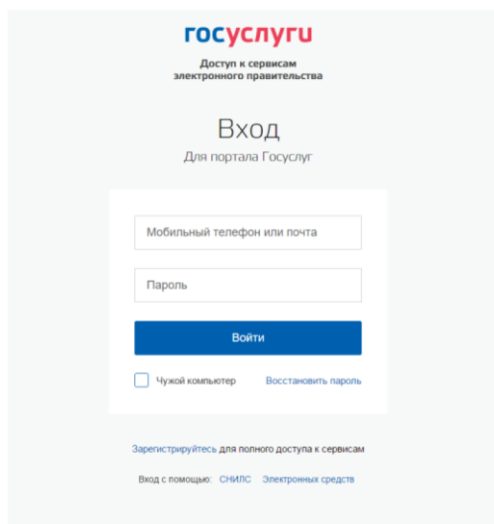 госуслуги
Доступ к сервисам
электронного правительства
Вход
Для портала Госуслуг
Мобильный телефон или почта
Пароль
Войти
Чужой компьютер Восстановить пароль
Зарегистрируйтесь для полного доступа к сервисам
Вход с помощью: СНИЛС Электронных средств